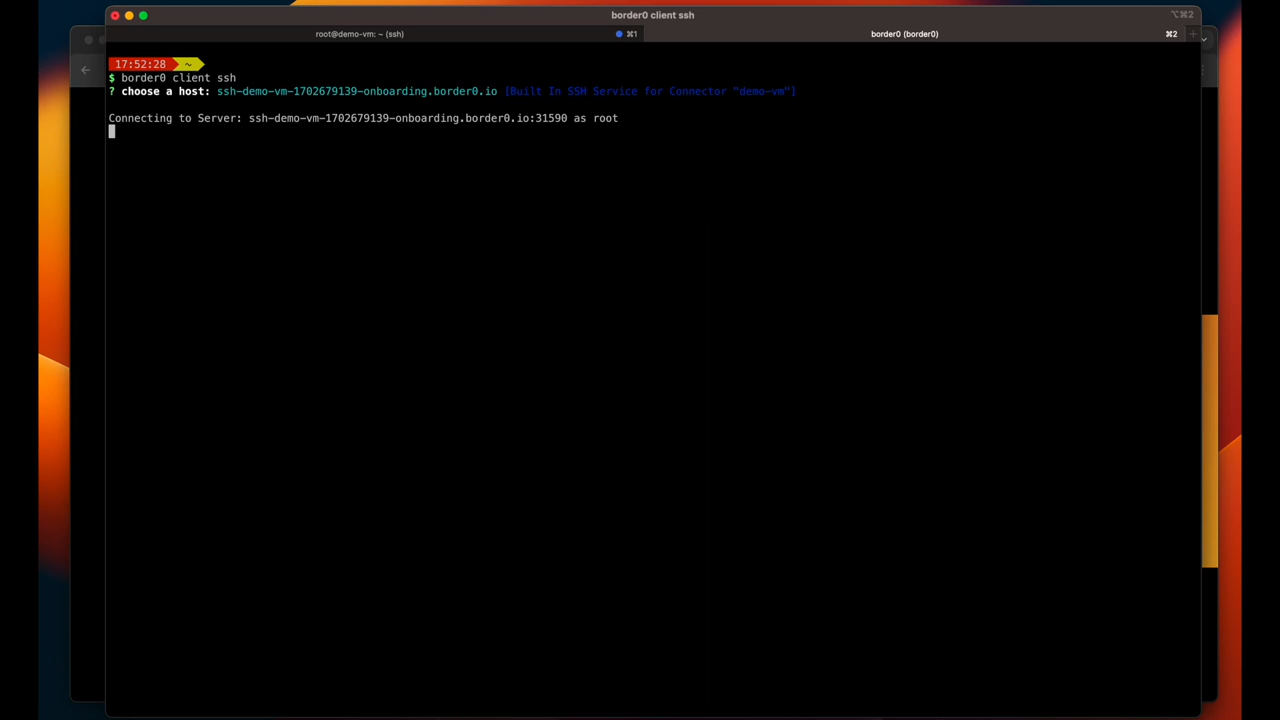 border0 client ssh
⌥⌘2
root@demo-vm: ~ (ssh)
⌘1
border0 (border0)
⌘2
17:52:28 ~
$ border0 client ssh
? choose a host: ssh-demo-vm-1702679139-onboarding.border0.io [Built In SSH Service for Connector "demo-vm"]
Connecting to Server: ssh-demo-vm-1702679139-onboarding.border0.io:31590 as root